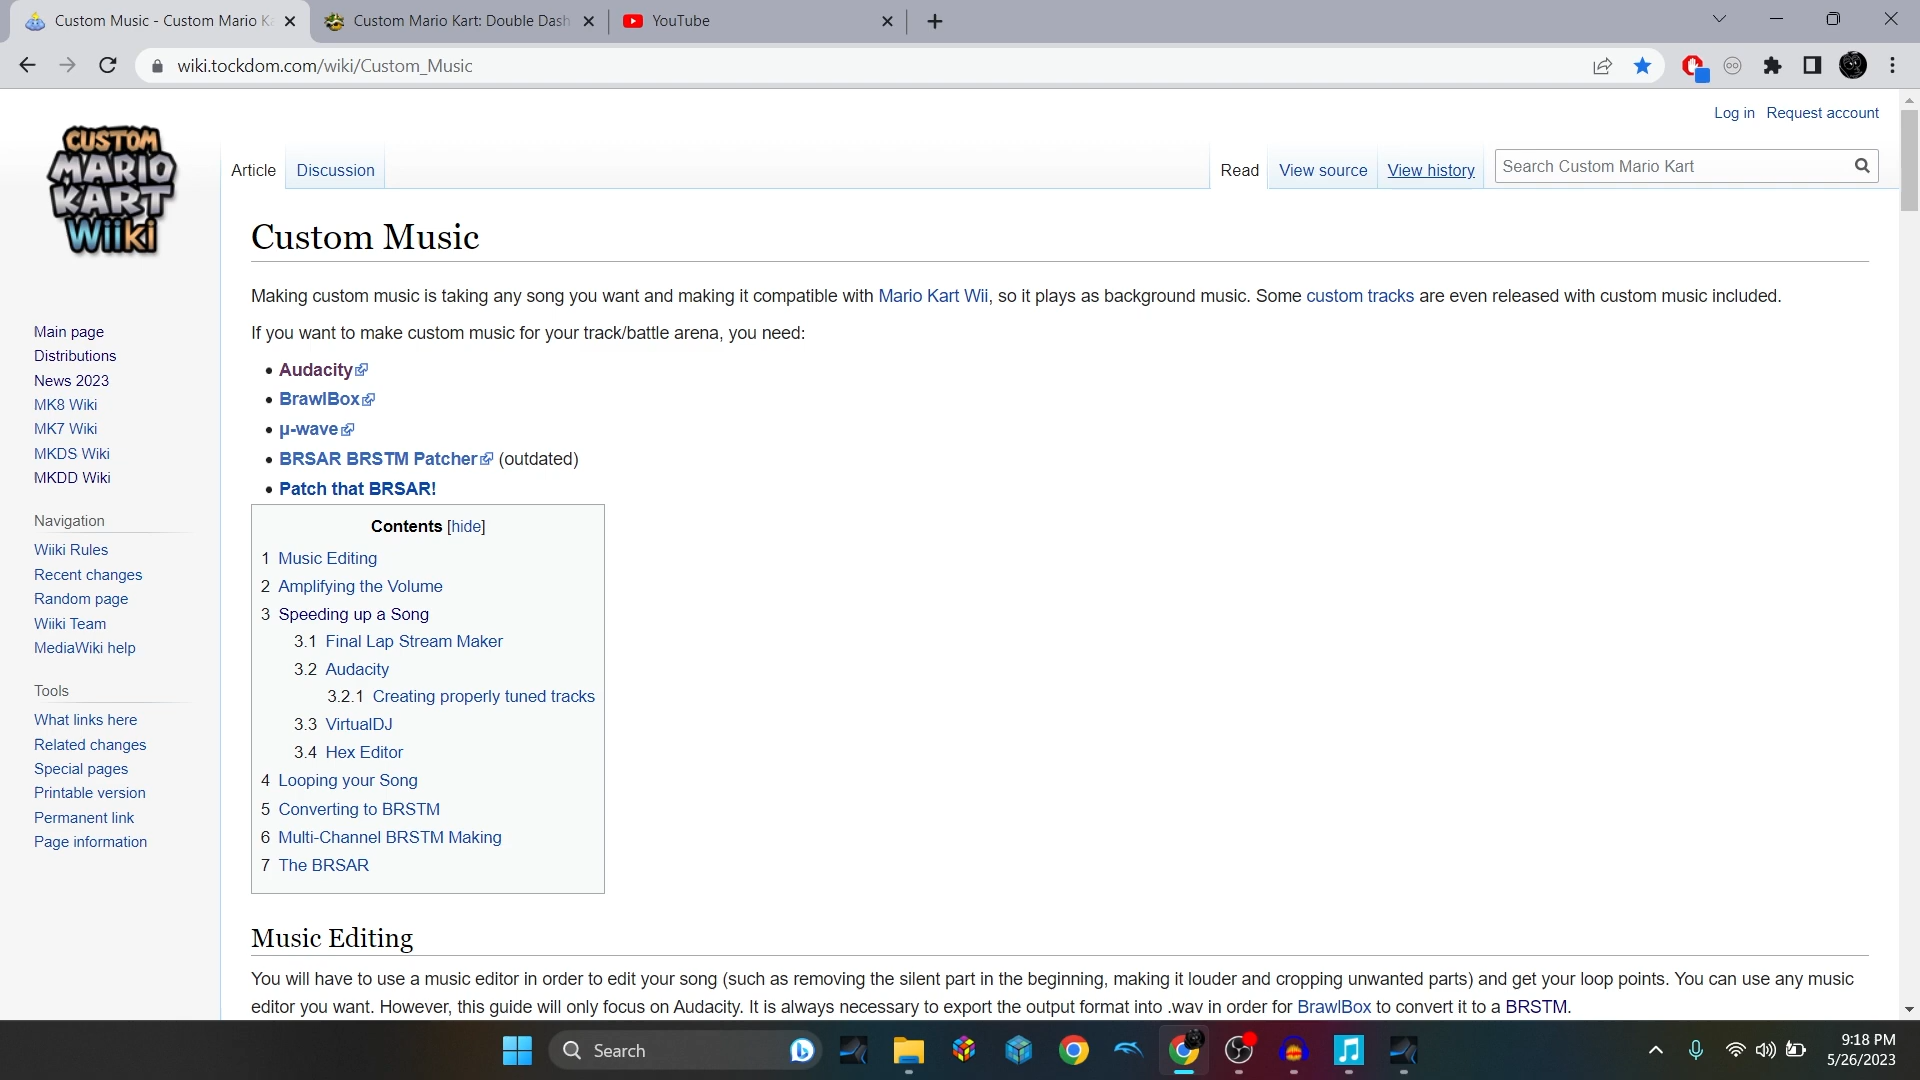 Custom Music - Custom Mario Ka
Custom Mario Kart: Double Dash
YouTube
wiki.tockdom.com/wiki/Custom_Music
Log in Request account
CUSTOM
MARIO
KART
Wiiki
Article Discussion Read View source View history Search Custom Mario Kart
Custom Music
Making custom music is taking any song you want and making it compatible with Mario Kart Wii, so it plays as background music. Some custom tracks are even released with custom music included.
If you want to make custom music for your track/battle arena, you need:
• Audacity
• BrawlBox
• μ-wave
• BRSAR BRSTM Patcher (outdated)
• Patch that BRSAR!
Main page
Distributions
News 2023
MK8 Wiki
MK7 Wiki
MKDS Wiki
MKDD Wiki
Navigation
Wiiki Rules
Recent changes
Random page
Wiiki Team
MediaWiki help
Tools
What links here
Related changes
Special pages
Printable version
Permanent link
Page information
Contents [hide]
1 Music Editing
2 Amplifying the Volume
3 Speeding up a Song
3.1 Final Lap Stream Maker
3.2 Audacity
3.2.1 Creating properly tuned tracks
3.3 VirtualDJ
3.4 Hex Editor
4 Looping your Song
5 Converting to BRSTM
6 Multi-Channel BRSTM Making
7 The BRSAR
Music Editing
You will have to use a music editor in order to edit your song (such as removing the silent part in the beginning, making it louder and cropping unwanted parts) and get your loop points. You can use any music
editor you want. However, this guide will only focus on Audacity. It is always necessary to export the output format into .wav in order for BrawlBox to convert it to a BRSTM.
Search
9:18 PM
5/26/2023